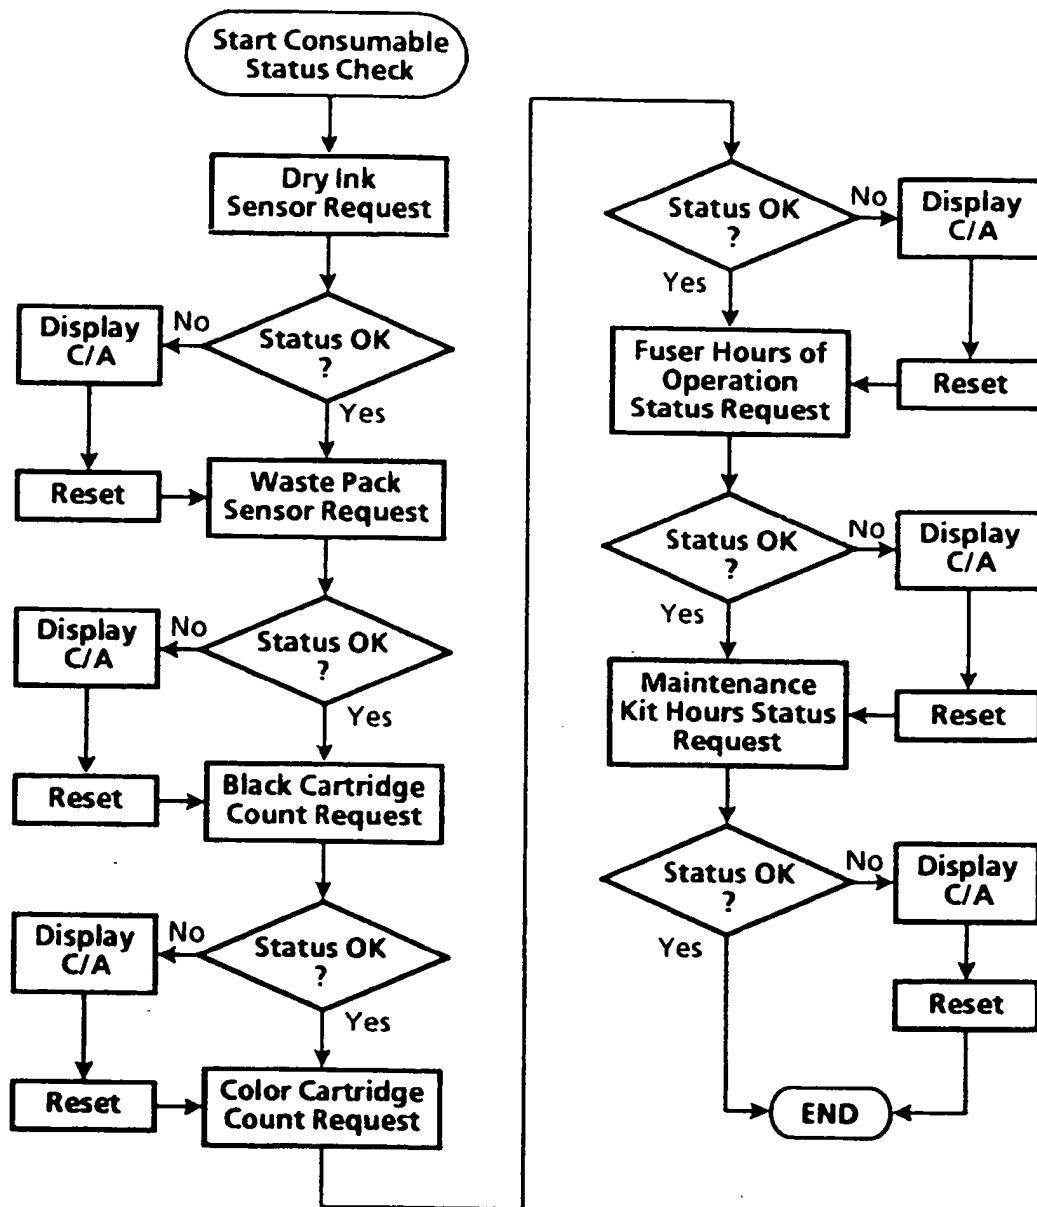 Start Consumable
Status Check
Dry Ink
Sensor Request
Status OK
?
No
Display
C/A
Reset
Yes
Waste Pack
Sensor Request
Status OK
?
No
Display
C/A
Reset
Yes
Black Cartridge
Count Request
Status OK
?
No
Display
C/A
Reset
Yes
Color Cartridge
Count Request
Status OK
?
No
Display
C/A
Reset
Yes
Fuser Hours of
Operation
Status Request
Status OK
?
No
Display
C/A
Reset
Yes
Maintenance
Kit Hours Status
Request
Status OK
?
No
Display
C/A
Reset
Yes
END